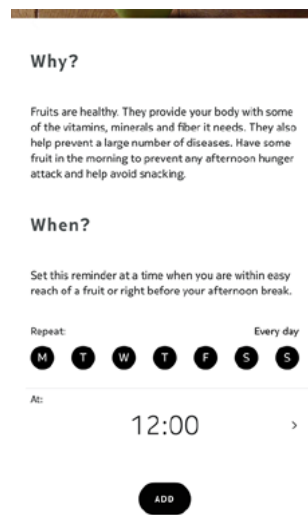 Why?
Fruits are healthy. They provide your body with some
of the vitamins, minerals and fiber it needs. They also
help prevent a large number of diseases. Have some
fruit in the morning to prevent any afternoon hunger
attack and help avoid snacking.
When?
Set this reminder at a time when you are within easy
reach of a fruit or right before your afternoon break.
Repeat: Every day
M T W T F S S
At:
12:00 >
ADD